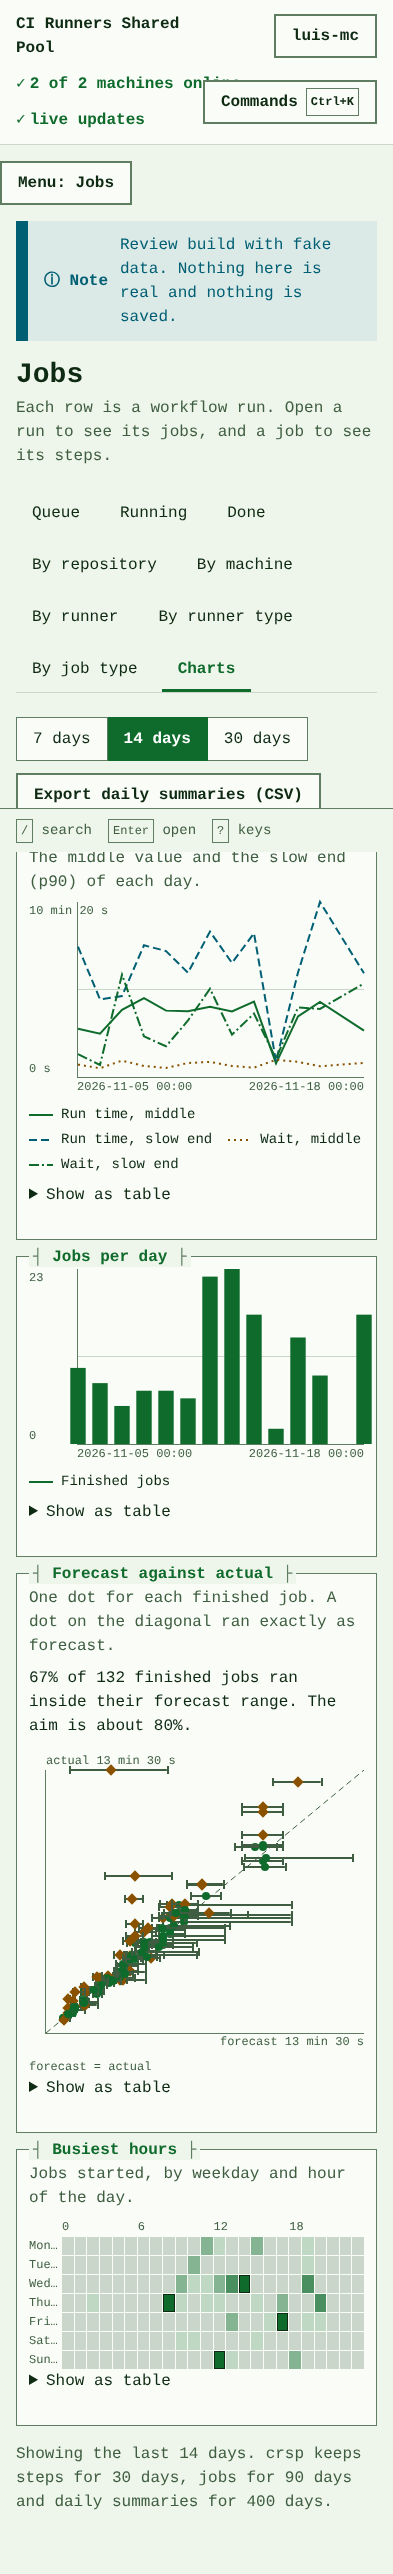 CI Runners Shared
Pool
luis-mc
✓ 2 of 2 machines
✓ live updates
Commands Ctrl+K
Menu: Jobs
ⓘ Note
Review build with fake
data. Nothing here is
real and nothing is
saved.
Jobs
Each row is a workflow run. Open a
run to see its jobs, and a job to see
its steps.
Queue Running Done
By repository By machine
By runner By runner type
By job type Charts
7 days 14 days 30 days
Export daily summaries (CSV)
/ search Enter open ? keys
The middle value and the slow end
(p90) of each day.
10 min 20 s
0 s
2026-11-05 00:00 2026-11-18 00:00
Run time, middle
Run time, slow end Wait, middle
Wait, slow end
▶ Show as table
Jobs per day
23
0
2026-11-05 00:00 2026-11-18 00:00
Finished jobs
▶ Show as table
Forecast against actual
One dot for each finished job. A
dot on the diagonal ran exactly as
forecast.
67% of 132 finished jobs ran
inside their forecast range. The
aim is about 80%.
actual 13 min 30 s
forecast 13 min 30 s
forecast = actual
▶ Show as table
Busiest hours
Jobs started, by weekday and hour
of the day.
0 6 12 18
Mon…
Tue…
Wed…
Thu…
Fri…
Sat…
Sun…
▶ Show as table
Showing the last 14 days. crsp keeps
steps for 30 days, jobs for 90 days
and daily summaries for 400 days.